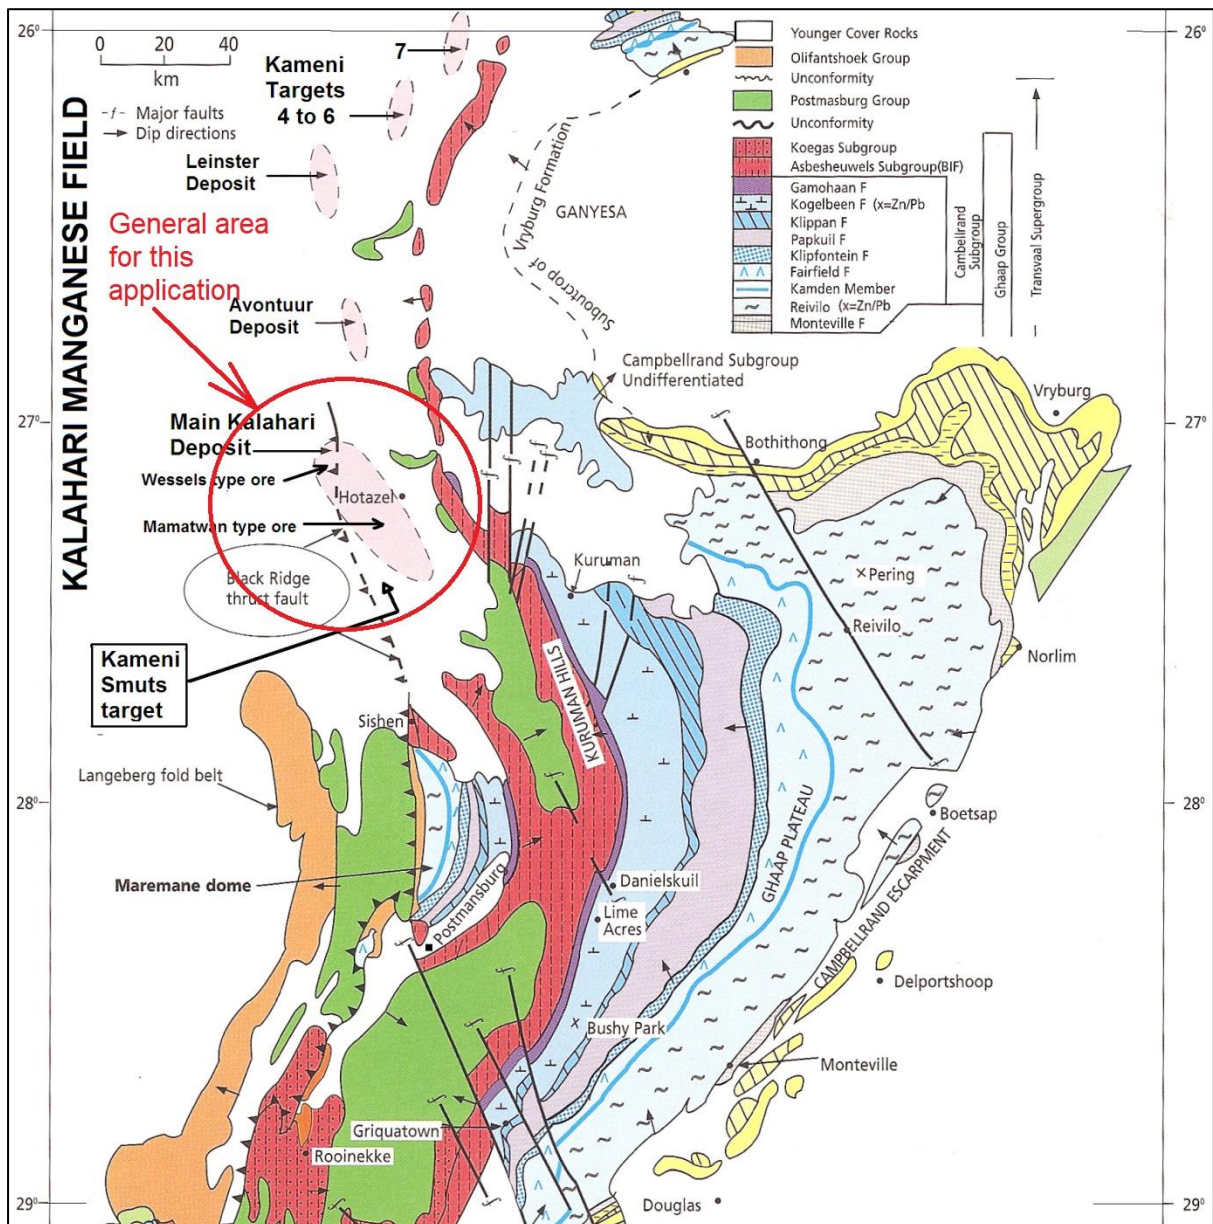 26°
26°
0 20 40
km
-f- Major faults
→ Dip directions
KALAHARI MANGANESE FIELD
7
Kameni
Targets
4 to 6
Leinster
Deposit
General area
for this
application
Avontuur
Deposit
Vryburg Formation
Suboutcrop of
GANYESA
Younger Cover Rocks
Olifantshoek Group
Unconformity
Postmasburg Group
Unconformity
Koegas Subgroup
Asbesheuwels Subgroup(BIF)
Gamohaan F
Kogelbeen F (x=Zn/Pb
Klippan F
Papkuil F
Klipfontein F
Fairfield F
Kamden Member
Reivilo (x=Zn/Pb
Monteville F
Cambellrand
Subgroup
Ghaap Group
Transvaal Supergroup
Campbellrand Subgroup
Undifferentiated
27°
27°
Main Kalahari
Deposit
Wessels type ore
Hotazel
Mamatwan type ore
Black Ridge
thrust fault
Kameni
Smuts
target
Vryburg
Bothithong
Kuruman
×Pering
Reivilo
Norlim
KURUMAN HILLS
Sishen
Langeberg fold belt
28°
28°
Boetsap
GHAAP PLATEAU
CAMPBELLRAND ESCARPMENT
Maremane dome
Postmansburg
Danielskuil
Lime
Acres
Delportshoop
x
Bushy Park
Monteville
Griquatown
Rooinekke
29°
29°
Douglas